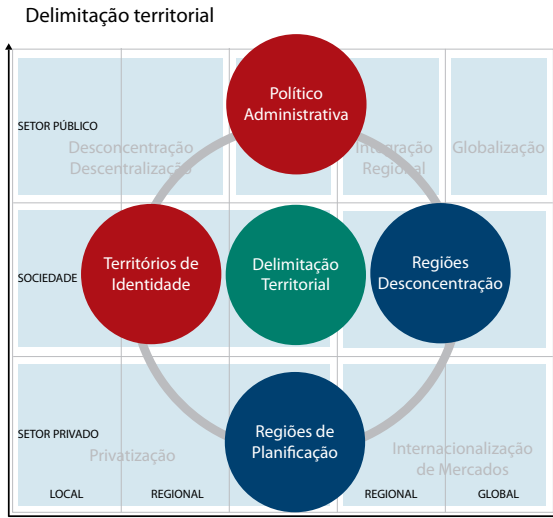 Delimitação territorial
Político
Administrativa
SETOR PÚBLICO
Desconcentração
Descentralização
Integração
Regional
Globalização
Territórios de
Identidade
Delimitação
Territorial
Regiões
Desconcentração
SOCIEDADE
Regiões de
Planificação
SETOR PRIVADO
Privatização
Internacionalização
de Mercados
LOCAL
REGIONAL
REGIONAL
GLOBAL